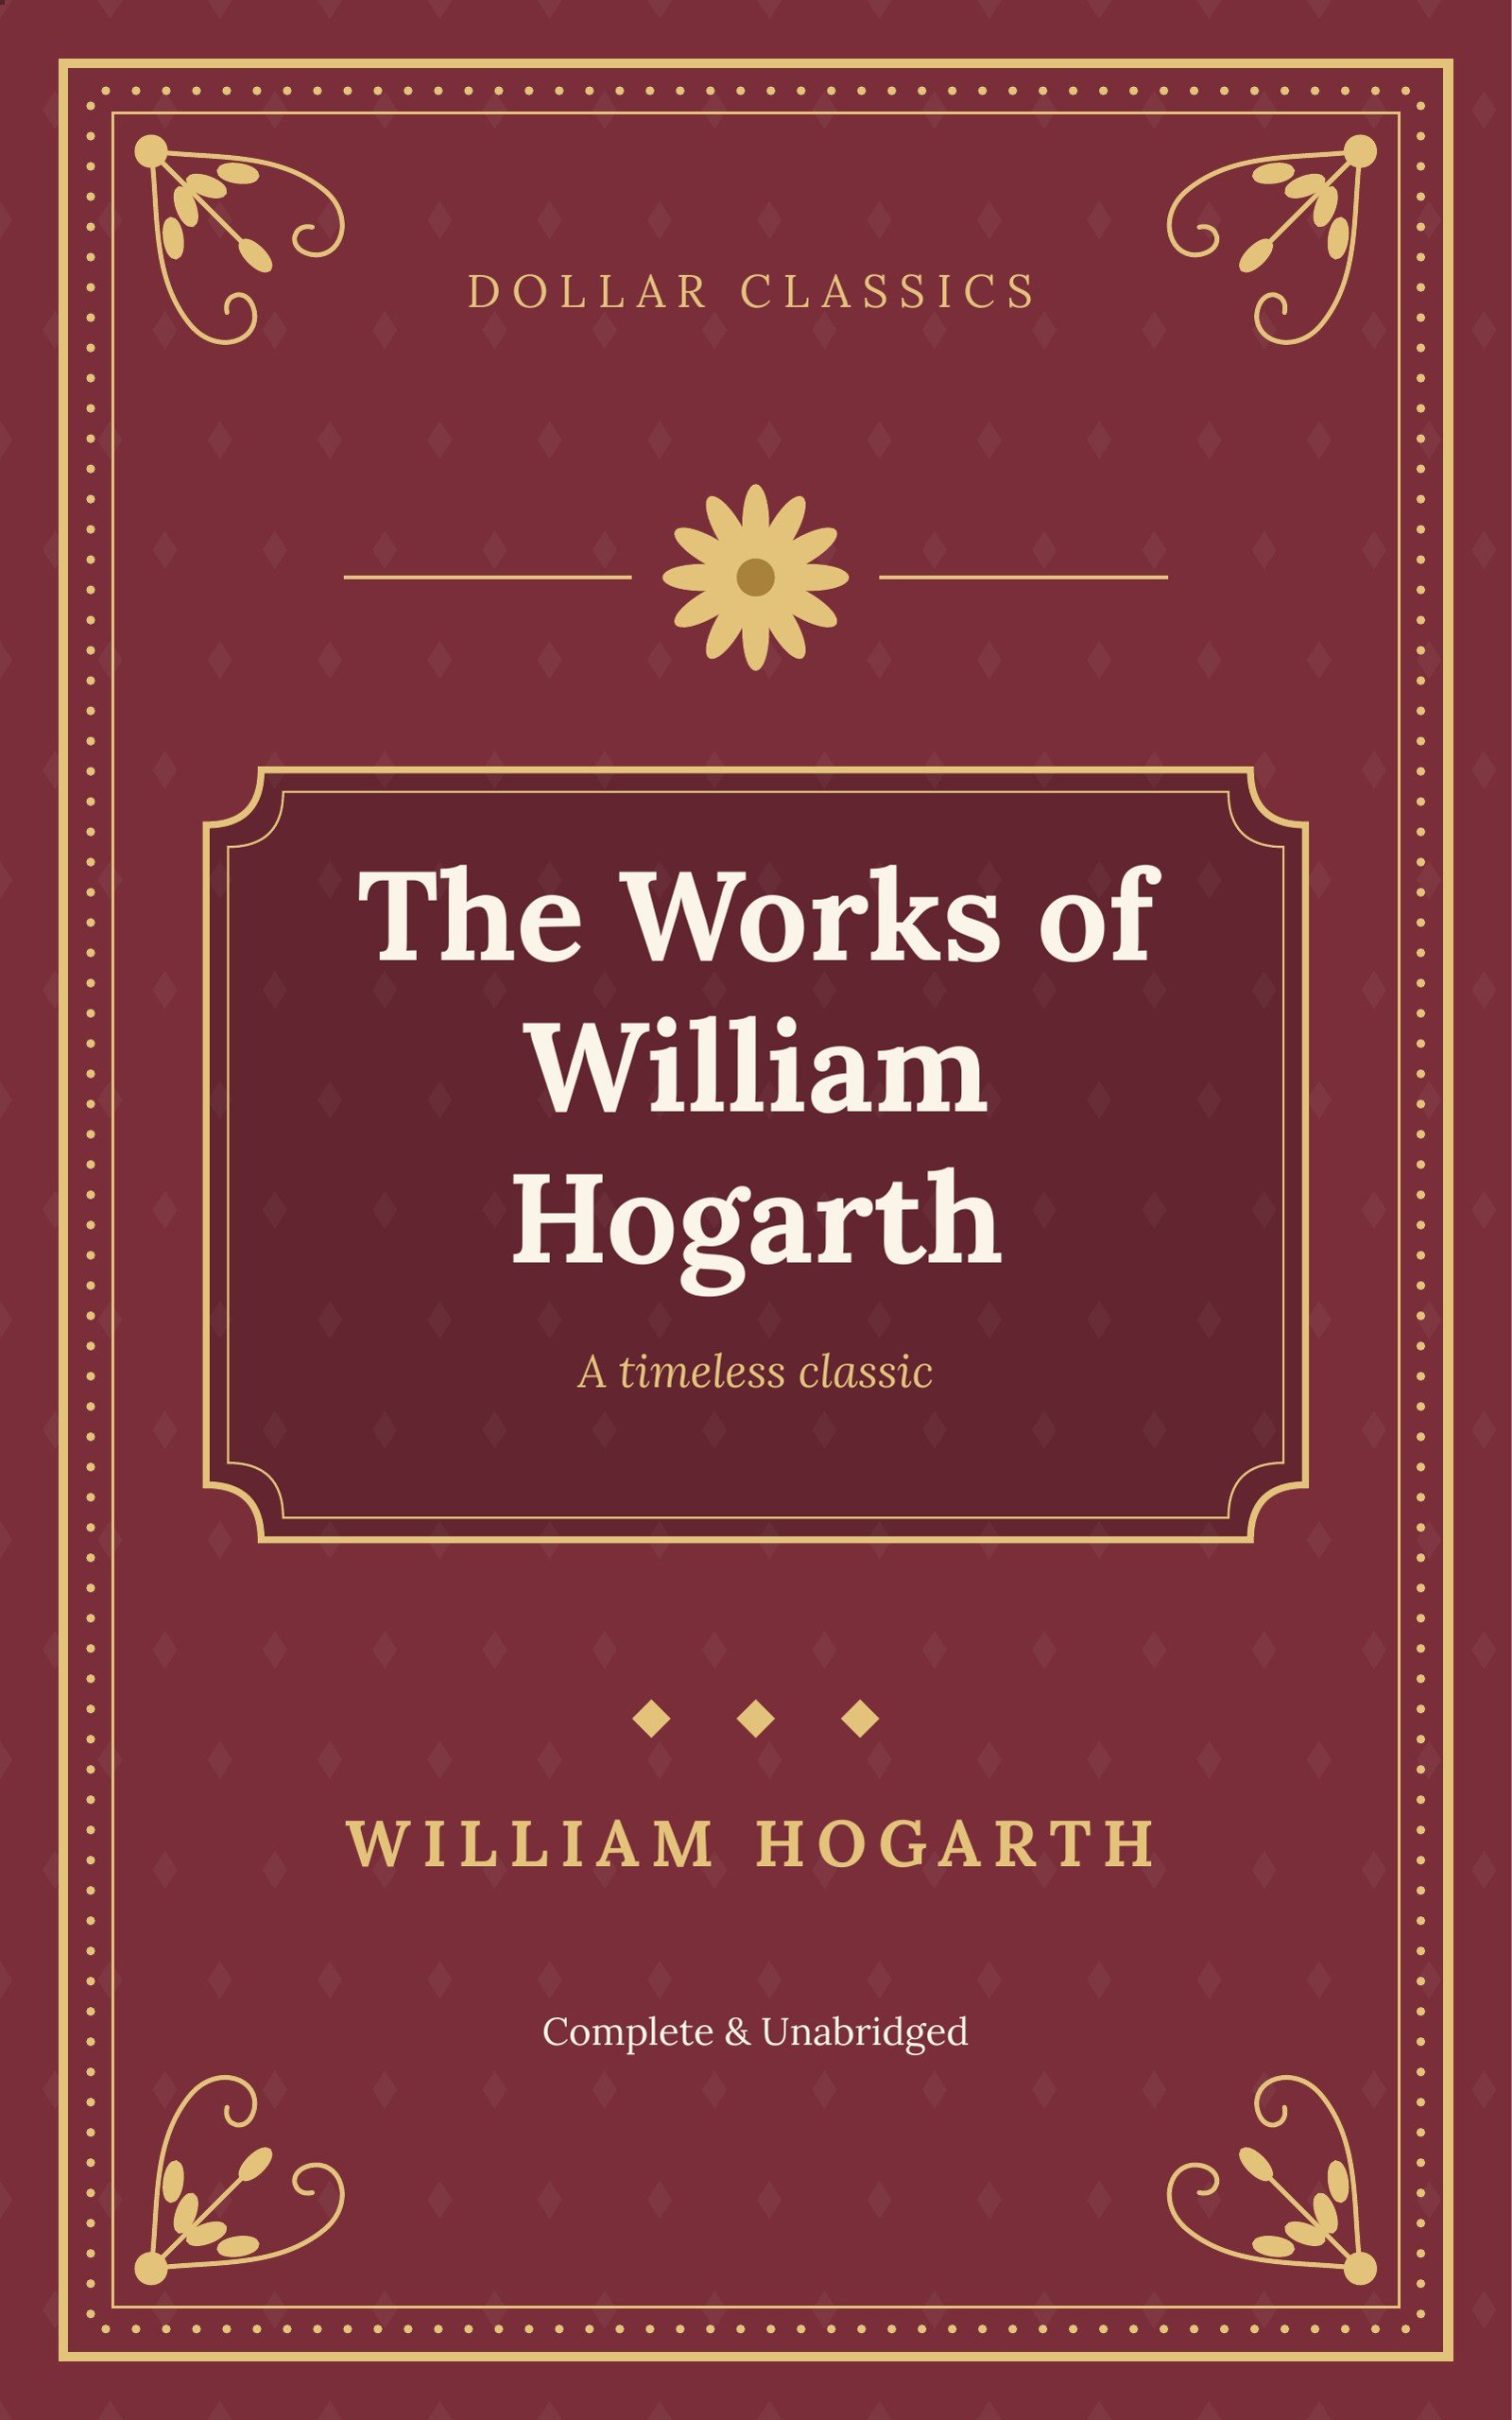 DOLLAR CLASSICS
The Works of
William
Hogarth
A timeless classic
WILLIAM HOGARTH
Complete & Unabridged